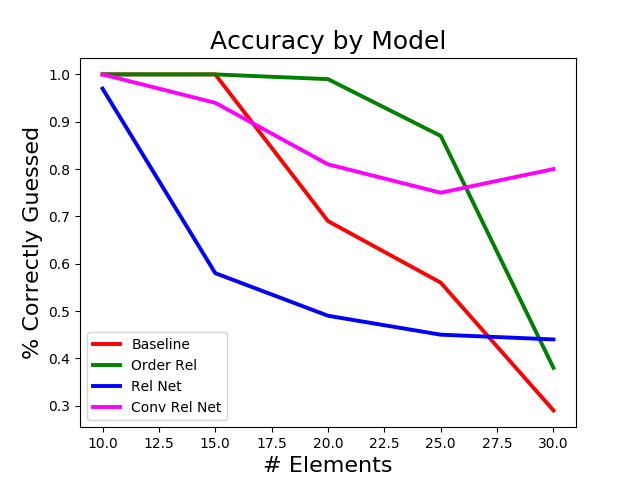 Accuracy by Model
% Correctly Guessed
1.0
0.9
0.8
0.7
0.6
0.5
0.4
0.3
Baseline
Order Rel
Rel Net
Conv Rel Net
10.0 12.5 15.0 17.5 20.0 22.5 25.0 27.5 30.0
# Elements